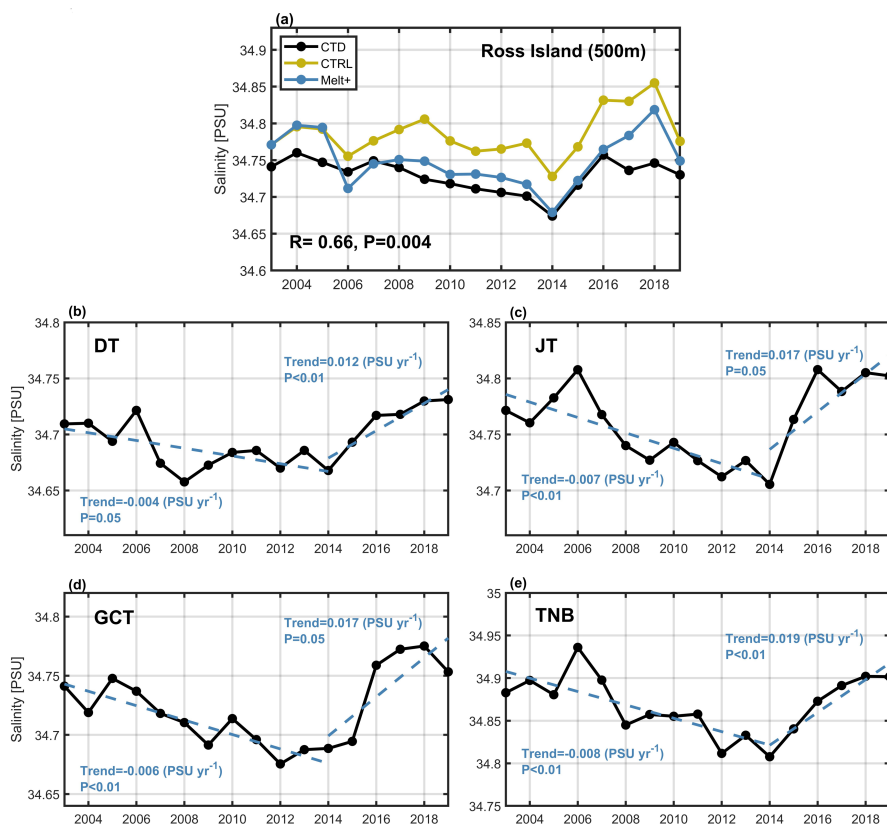 (a)
CTD
CTRL
Melt+
Ross Island (500m)
Salinity [PSU]
34.9
34.85
34.8
34.75
34.7
34.65
34.6
R= 0.66, P=0.004
2004 2006 2008 2010 2012 2014 2016 2018
(b)
DT
Salinity [PSU]
34.8
34.75
34.7
34.65
Trend=0.012 (PSU yr-1)
P<0.01
Trend=-0.004 (PSU yr-1)
P=0.05
2004 2006 2008 2010 2012 2014 2016 2018
(c)
JT
34.85
34.8
34.75
34.7
Trend=0.017 (PSU yr-1)
P=0.05
Trend=-0.007 (PSU yr-1)
P<0.01
2004 2006 2008 2010 2012 2014 2016 2018
(d)
GCT
Salinity [PSU]
34.8
34.75
34.7
34.65
Trend=0.017 (PSU yr-1)
P=0.05
Trend=-0.006 (PSU yr-1)
P<0.01
2004 2006 2008 2010 2012 2014 2016 2018
(e)
TNB
35
34.95
34.9
34.85
34.8
34.75
Trend=0.019 (PSU yr-1)
P<0.01
Trend=-0.008 (PSU yr-1)
P<0.01
2004 2006 2008 2010 2012 2014 2016 2018